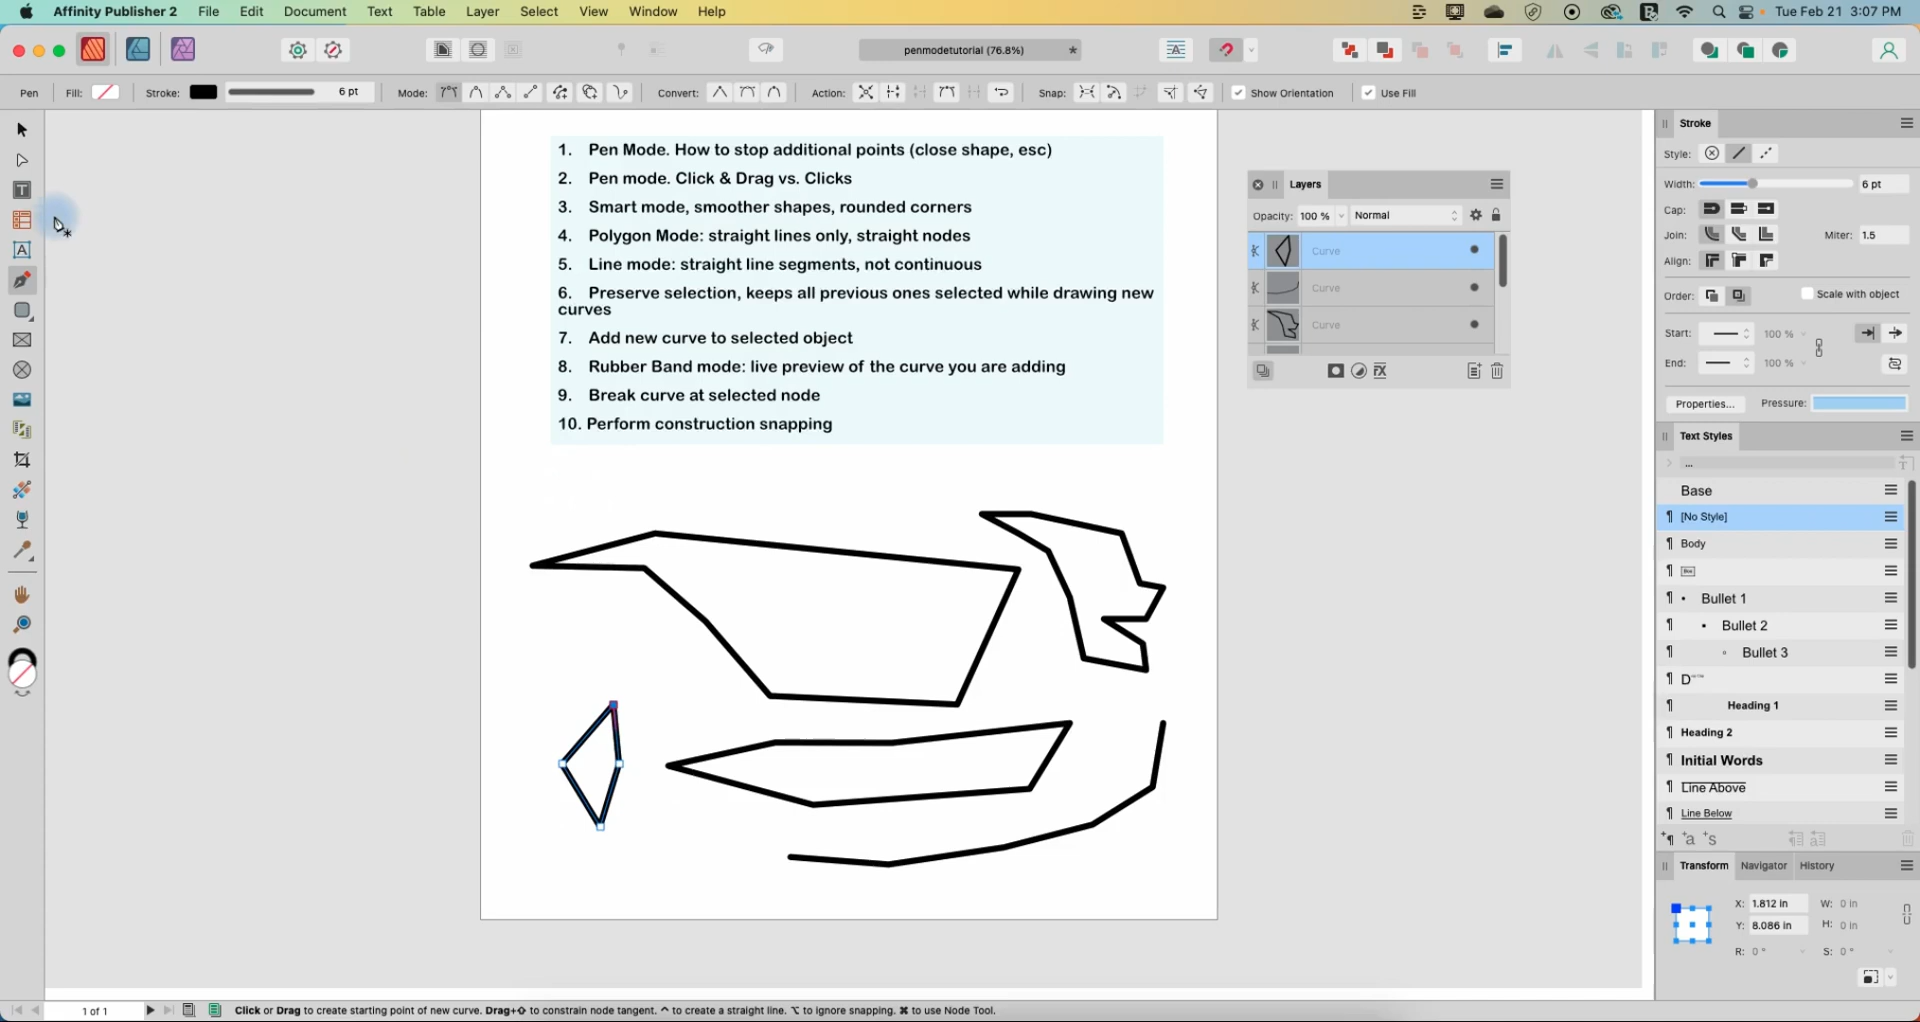 Affinity Publisher 2 File Edit Document Text Table Layer Select View Window Help Tue Feb 21 3:07 PM
penmodetutorial (76.8%) *
Pen Fill: Stroke: 6 pt Mode: Convert: Action: Snap: Show Orientation Use Fill
1. Pen Mode. How to stop additional points (close shape, esc)
2. Pen mode. Click & Drag vs. Clicks
3. Smart mode, smoother shapes, rounded corners
4. Polygon Mode: straight lines only, straight nodes
5. Line mode: straight line segments, not continuous
6. Preserve selection, keeps all previous ones selected while drawing new
curves
7. Add new curve to selected object
8. Rubber Band mode: live preview of the curve you are adding
9. Break curve at selected node
10. Perform construction snapping
Layers
Opacity: 100 % Normal
Curve
Curve
Curve
Stroke
Style:
Width: 6 pt
Cap:
Join: Miter: 1.5
Align:
Order: Scale with object
Start: 100 %
End: 100 %
Properties... Pressure:
Text Styles
...
Base
[No Style]
Body
Bullet 1
Bullet 2
Bullet 3
Heading 1
Heading 2
Initial Words
Line Above
Line Below
Transform Navigator History
X: 1.812 in W: 0 in
Y: 8.086 in H: 0 in
R: 0 ° S: 0 °
1 of 1 Click or Drag to create starting point of new curve. Drag+⇧ to constrain node tangent. ^ to create a straight line. ⌥ to ignore snapping. ⌘ to use Node Tool.